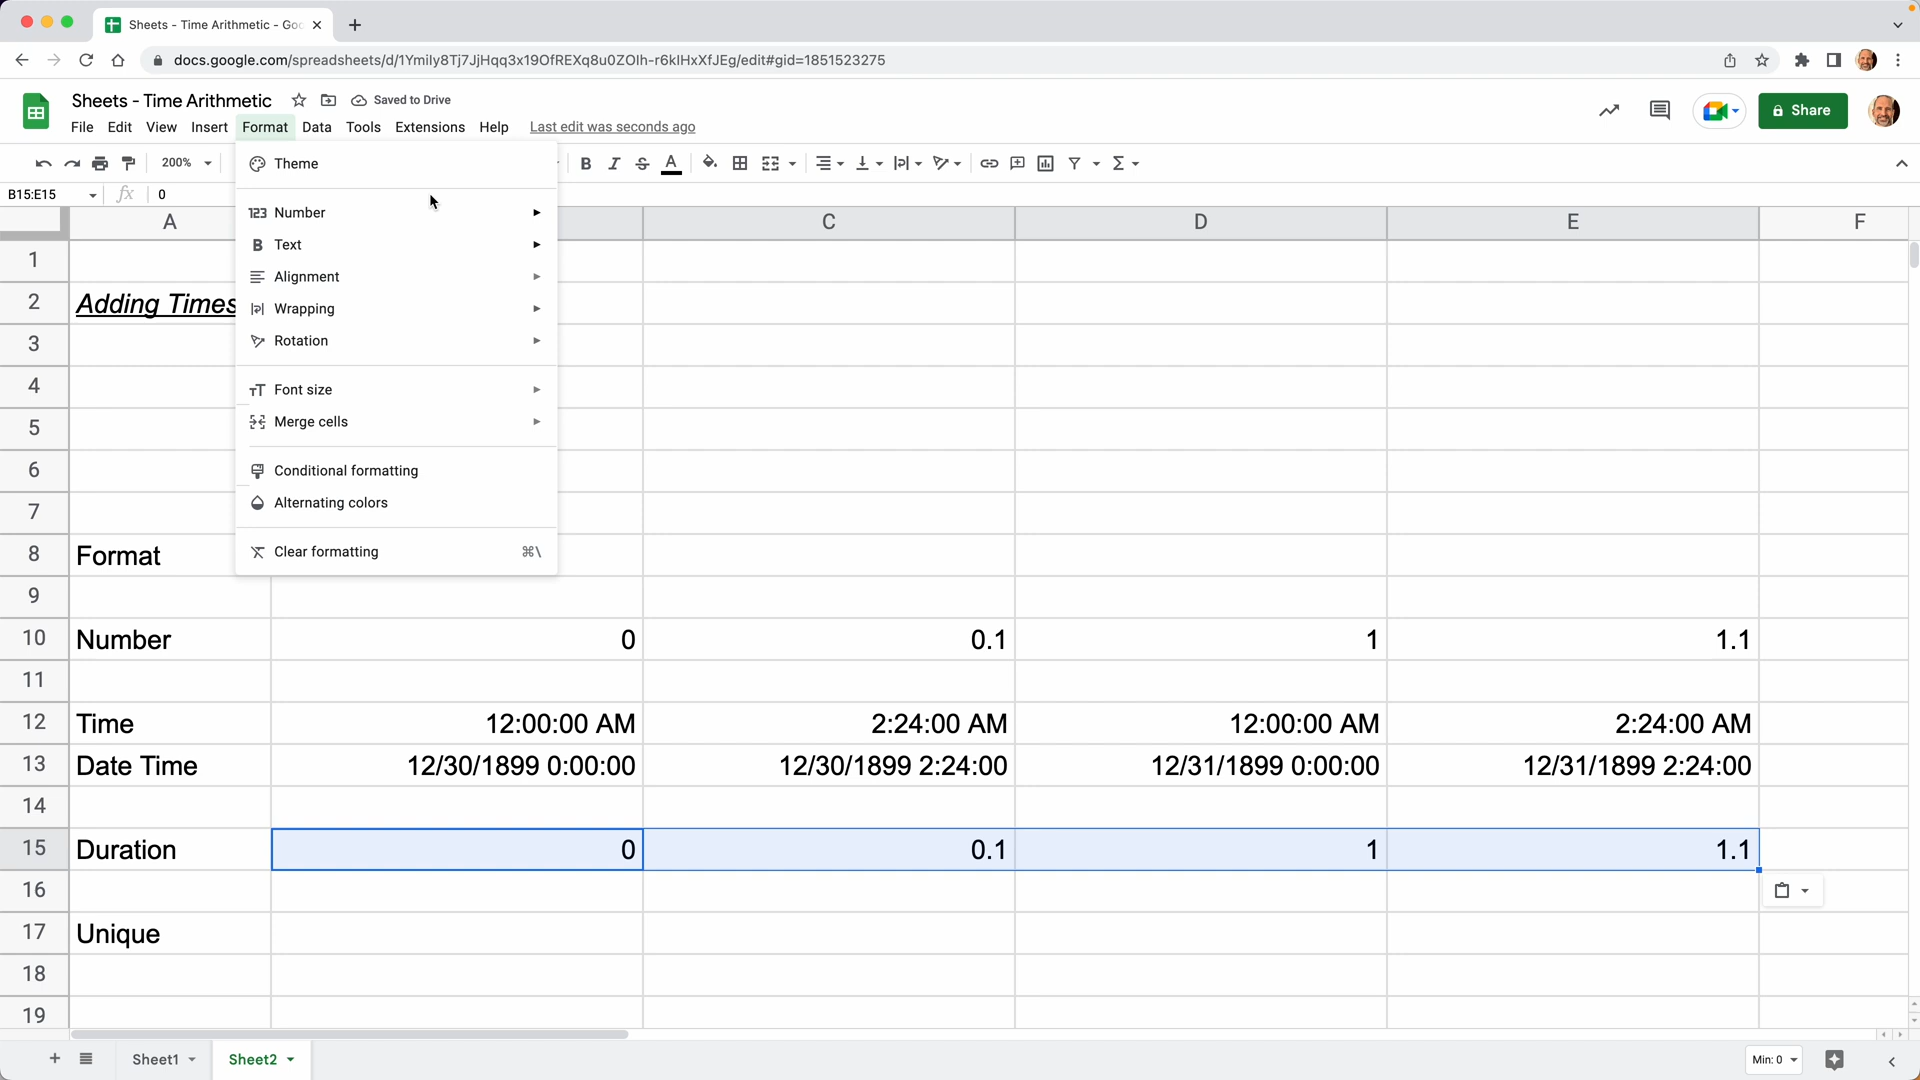 Sheets - Time Arithmetic - Goo
docs.google.com/spreadsheets/d/1Ymily8Tj7JjHqq3x19OfREXq8u0ZOIh-r6klHxXfJEg/edit#gid=1851523275
Sheets - Time Arithmetic Saved to Drive
File Edit View Insert Format Data Tools Extensions Help Last edit was seconds ago
Share
200%
B15:E15 fx 0
Theme
123 Number
B Text
Alignment
Wrapping
Rotation
Font size
Merge cells
Conditional formatting
Alternating colors
Clear formatting ⌘\
A C D E F
1
2 Adding Times
3
4
5
6
7
8 Format
9
10 Number 0 0.1 1 1.1
11
12 Time 12:00:00 AM 2:24:00 AM 12:00:00 AM 2:24:00 AM
13 Date Time 12/30/1899 0:00:00 12/30/1899 2:24:00 12/31/1899 0:00:00 12/31/1899 2:24:00
14
15 Duration 0 0.1 1 1.1
16
17 Unique
18
19
Sheet1 Sheet2 Min: 0